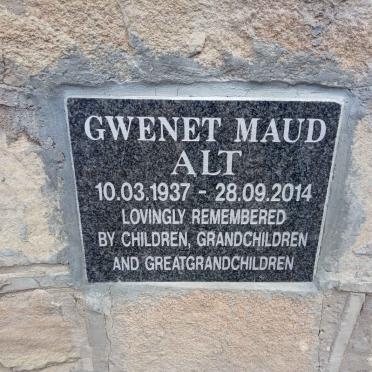 GWENET MAUD
ALT
10.03.1937 - 28.09.2014
LOVINGLY REMEMBERED
BY CHILDREN, GRANDCHILDREN
AND GREATGRANDCHILDREN